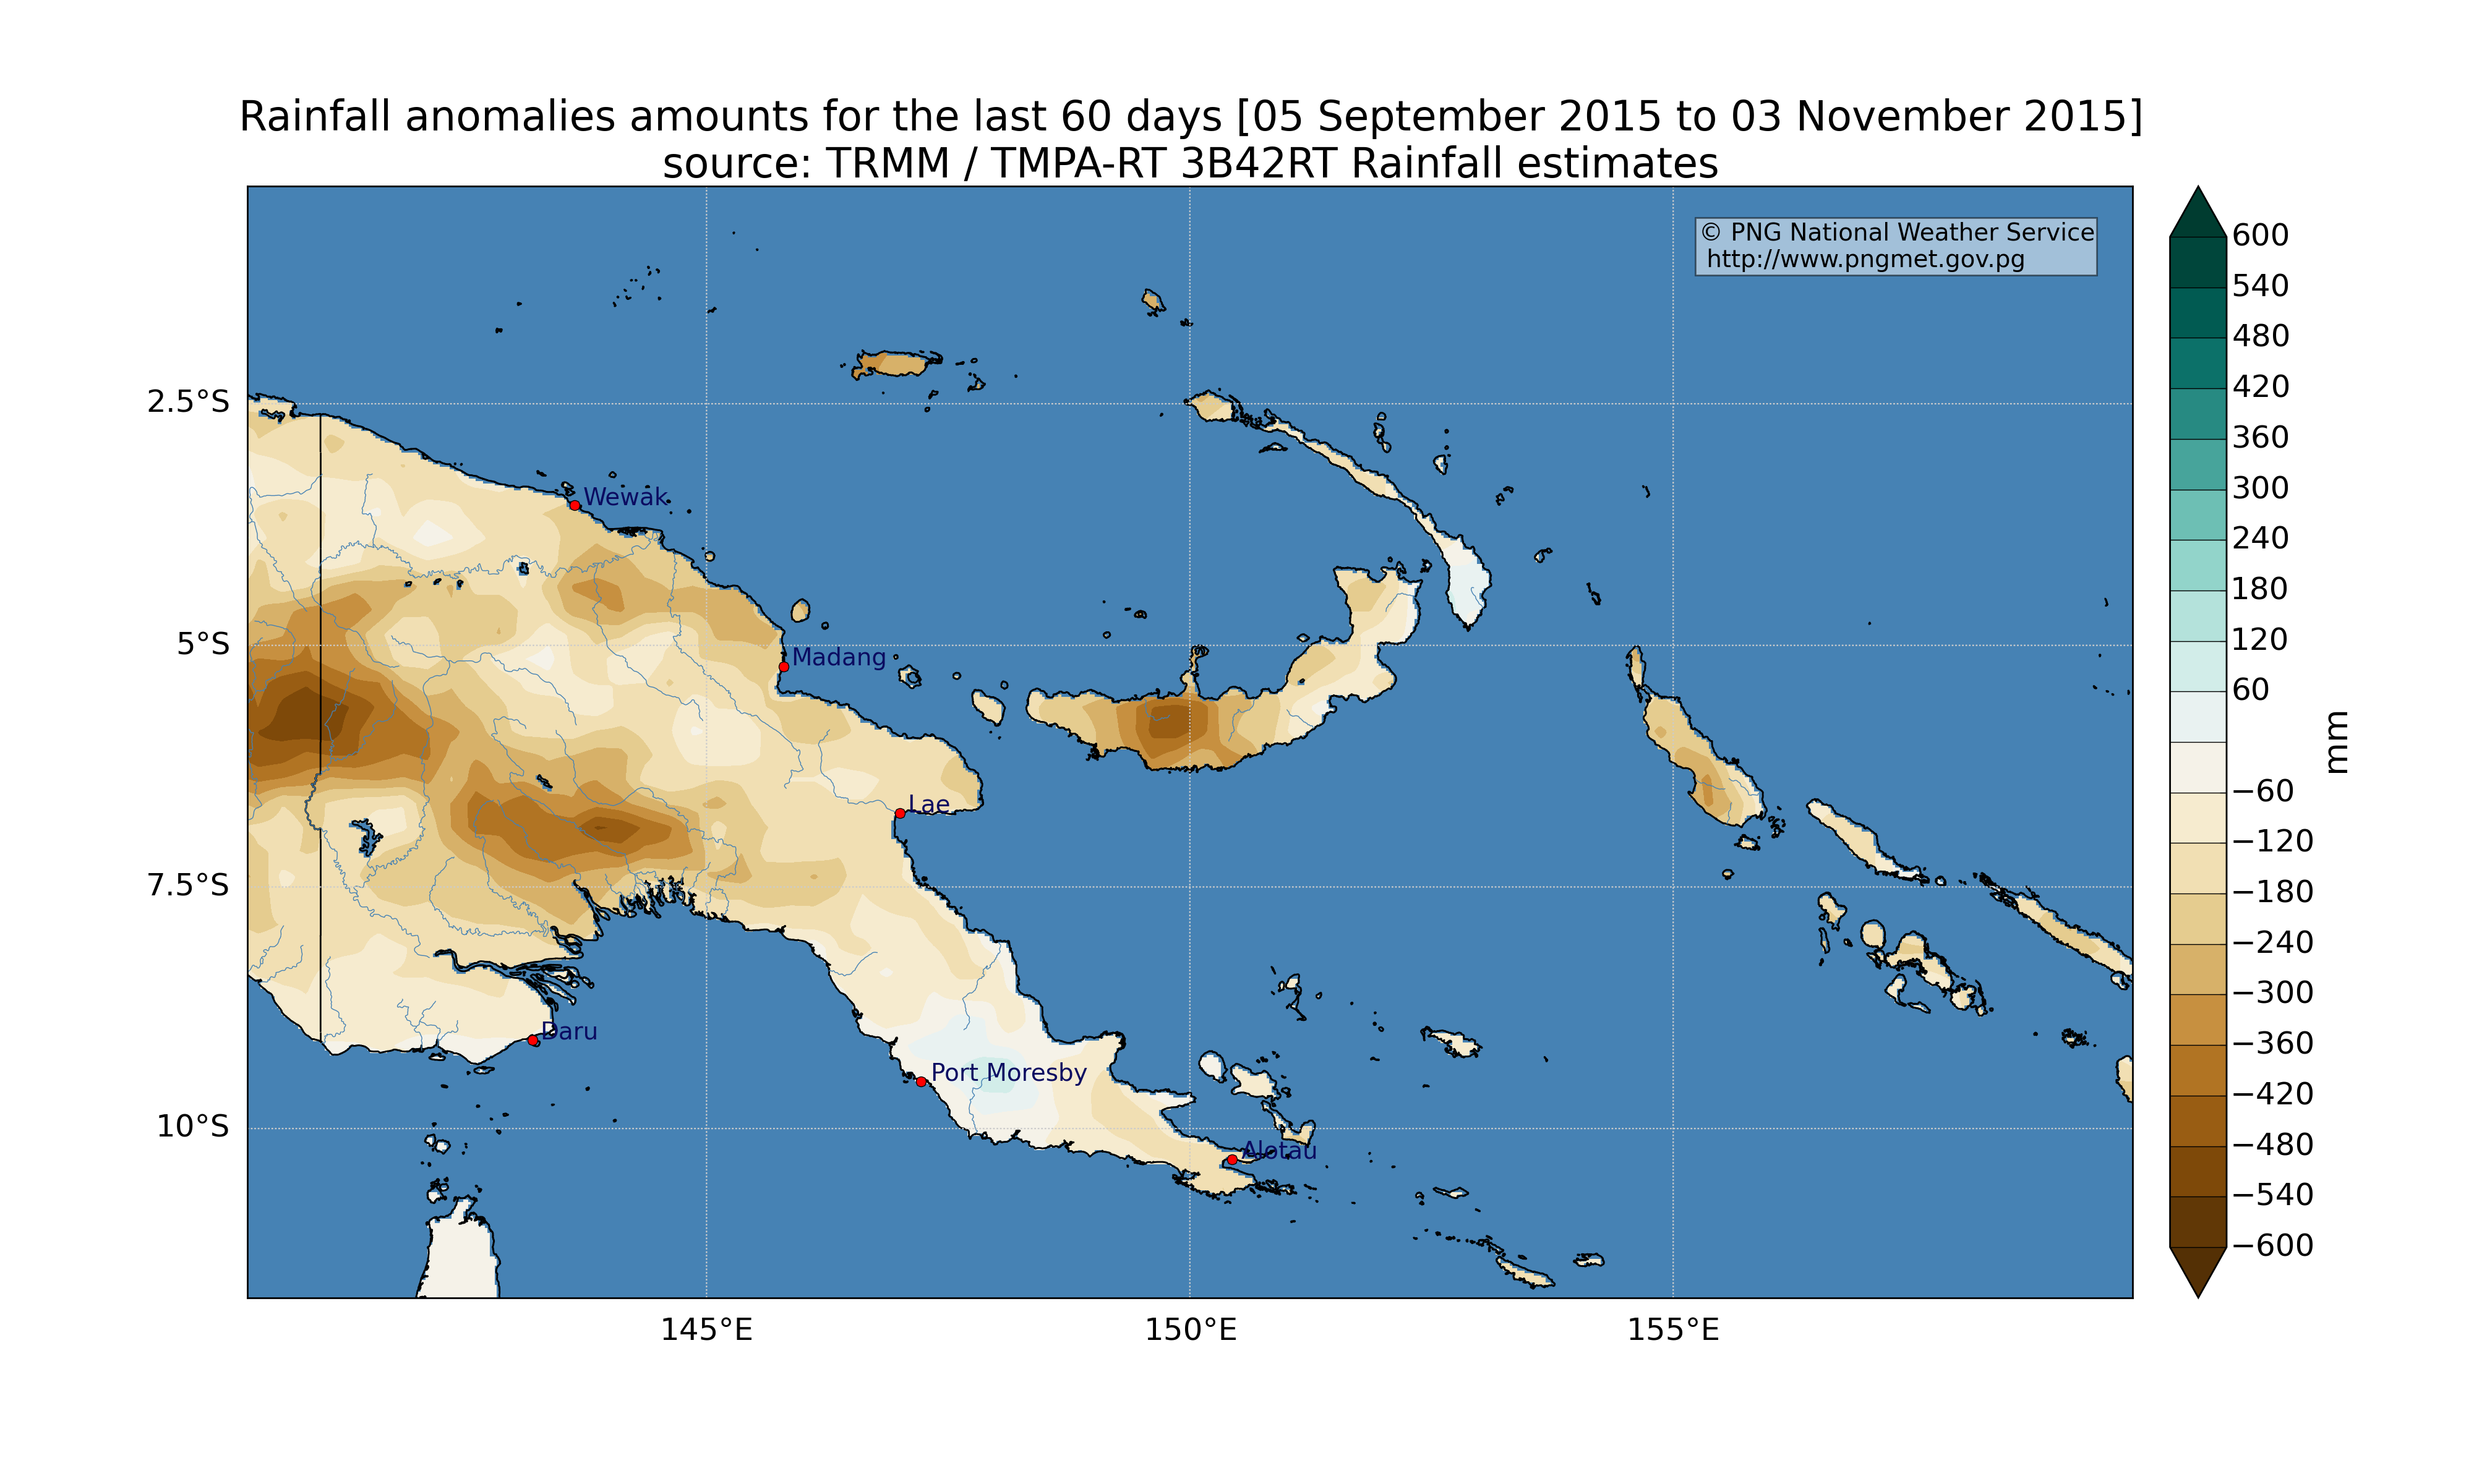 Rainfall anomalies amounts for the last 60 days [05 September 2015 to 03 November 2015]
source: TRMM / TMPA-RT 3B42RT Rainfall estimates
© PNG National Weather Service
http://www.pngmet.gov.pg
2.5°S
5°S
7.5°S
10°S
Wewak
Madang
Lae
Daru
Port Moresby
Alotau
145°E
150°E
155°E
600
540
480
420
360
300
240
180
120
60
−60
−120
−180
−240
−300
−360
−420
−480
−540
−600
mm